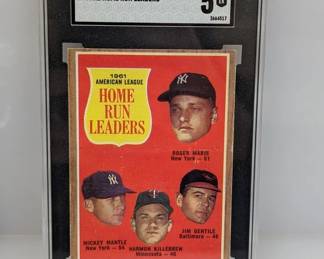 5
3664517
1961
AMERICAN LEAGUE
HOME
RUN
LEADERS
ROGER MARIS
New York — 61
JIM GENTILE
Baltimore — 46
MICKEY MANTLE
New York — 54
HARMON KILLEBREW
Minnesota — 46